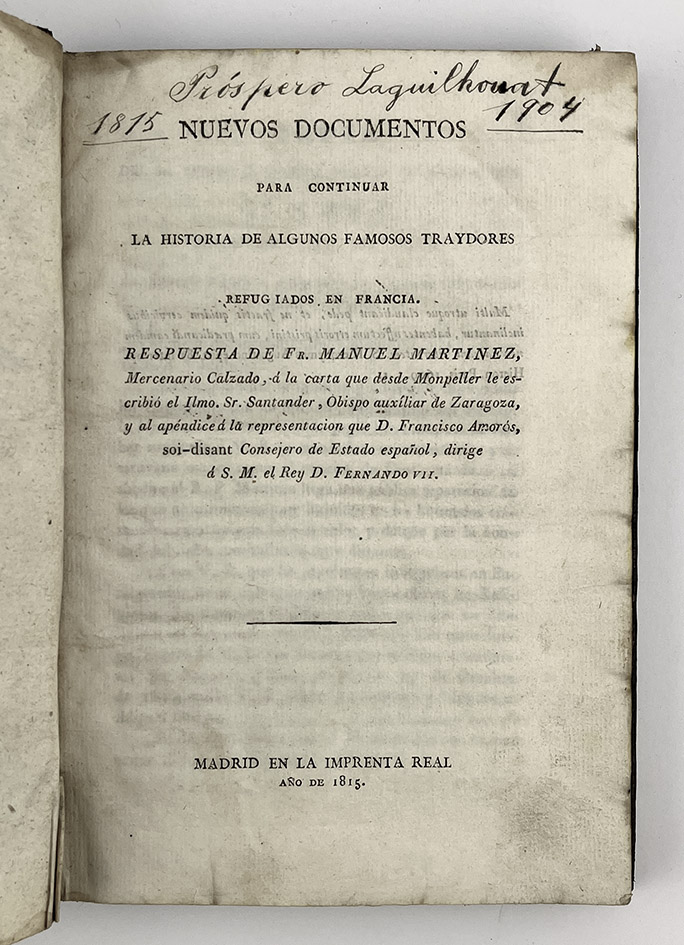 Próspero Laguilhouat
1815 1904
NUEVOS DOCUMENTOS
PARA CONTINUAR
LA HISTORIA DE ALGUNOS FAMOSOS TRAYDORES
REFUGIADOS EN FRANCIA.
RESPUESTA DE FR. MANUEL MARTINEZ,
Mercenario Calzado, á la carta que desde Monpeller le es-
cribió el Ilmo. Sr. Santander, Obispo auxîliar de Zaragoza,
y al apéndice á la representacion que D. Francisco Amorós,
soi-disant Consejero de Estado español, dirige
á S. M. el Rey D. FERNANDO VII.
MADRID EN LA IMPRENTA REAL
AÑO DE 1815.